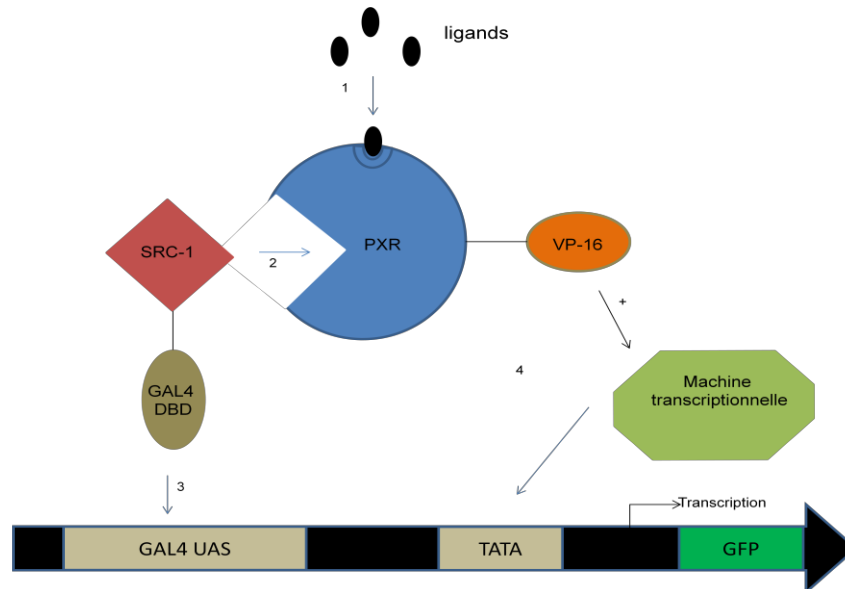 ligands
1
SRC-1
2
PXR
VP-16
+
4
Machine
transcriptionnelle
GAL4
DBD
3
Transcription
GAL4 UAS
TATA
GFP